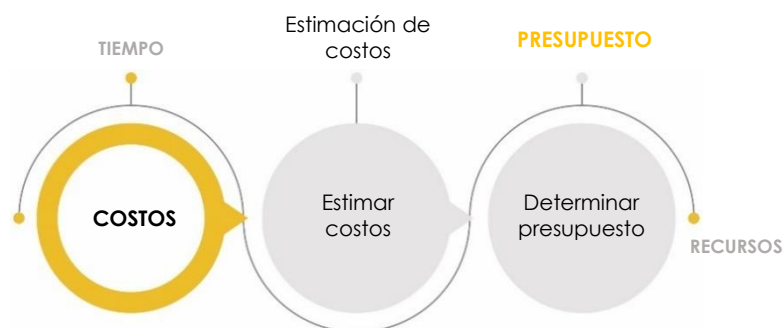 TIEMPO
Estimación de
costos
PRESUPUESTO
COSTOS
Estimar
costos
Determinar
presupuesto
RECURSOS